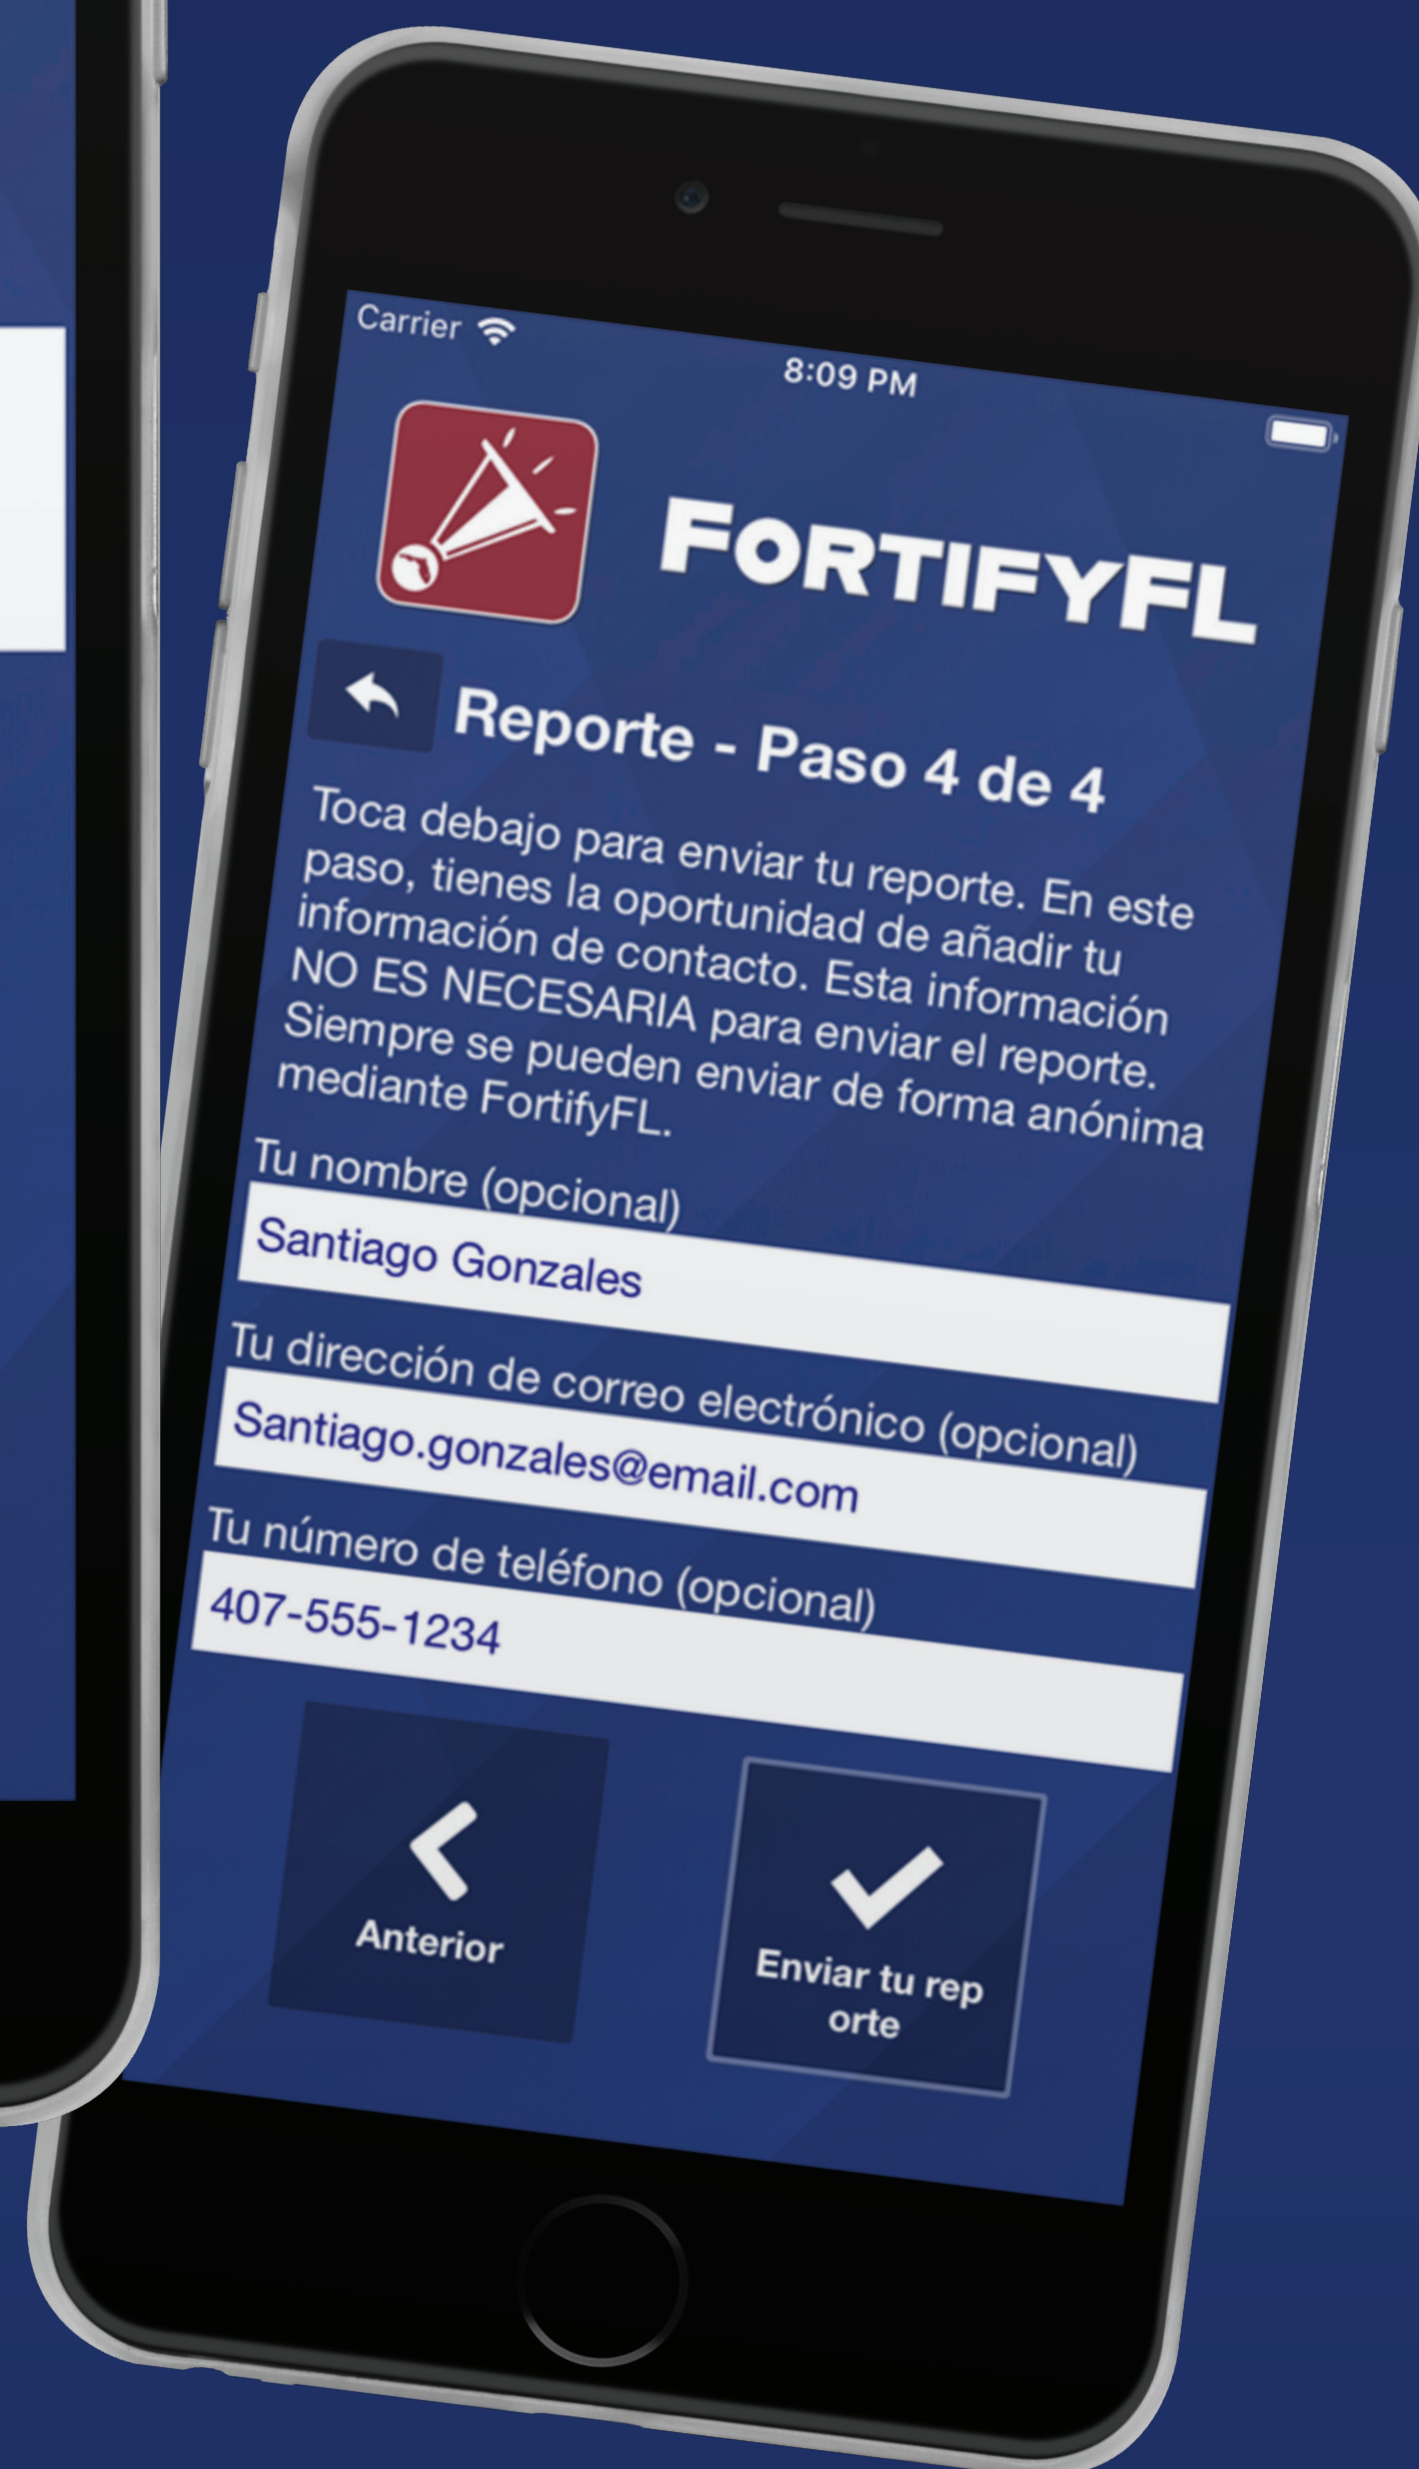 Carrier
8:09 PM
FORTIFYFL
Reporte - Paso 4 de 4
Toca debajo para enviar tu reporte. En este
paso, tienes la oportunidad de añadir tu
información de contacto. Esta información
NO ES NECESARIA para enviar el reporte.
Siempre se pueden enviar de forma anónima
mediante FortifyFL.
Tu nombre (opcional)
Santiago Gonzales
Tu dirección de correo electrónico (opcional)
Santiago.gonzales@email.com
Tu número de teléfono (opcional)
407-555-1234
Anterior
Enviar tu rep
orte